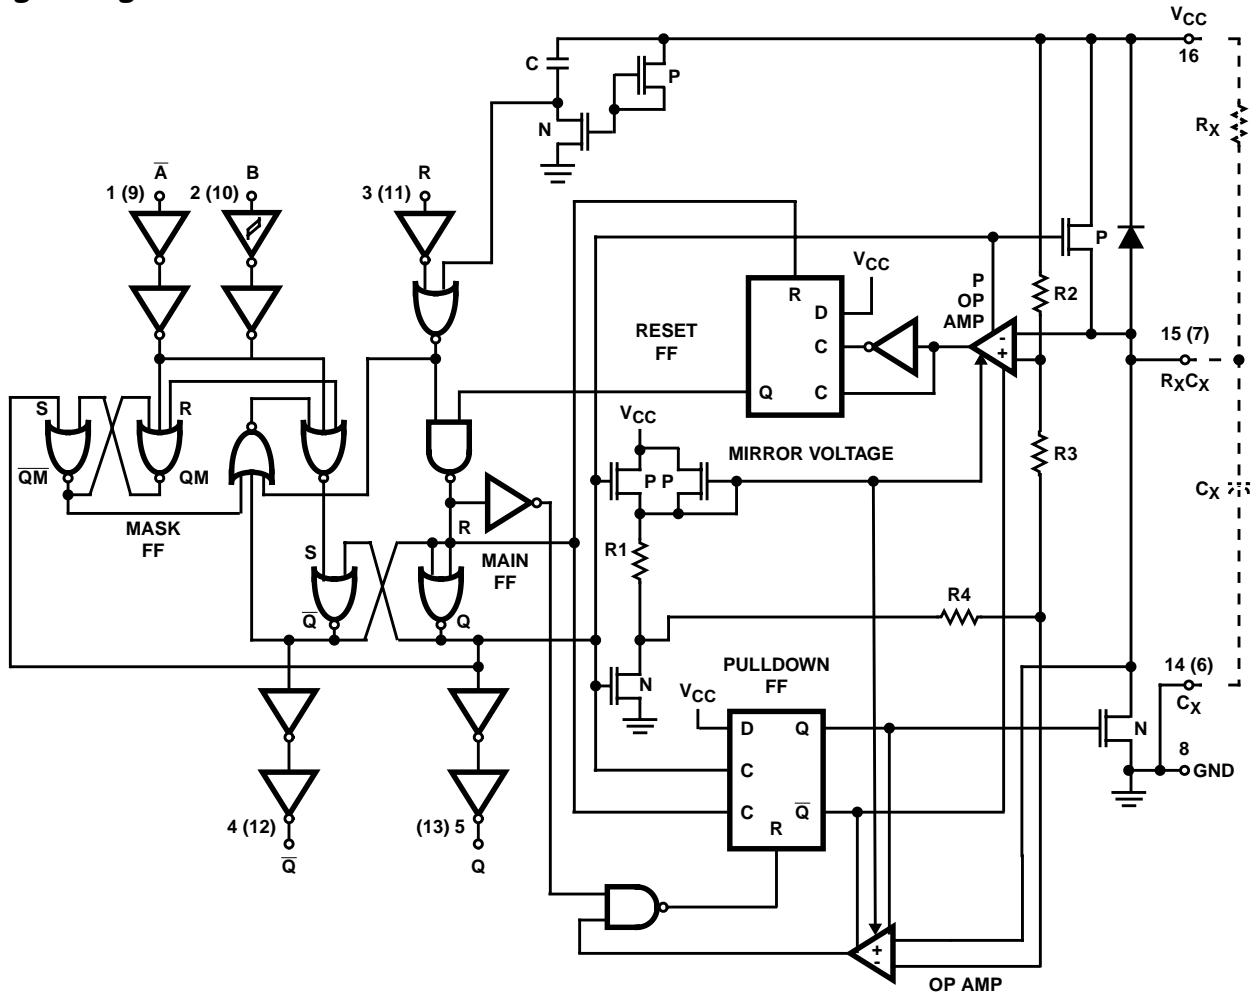 VCC
16
C
P
N
RX
A
B
R
1 (9)
2 (10)
3 (11)
VCC
P
OP
AMP
P
R
D
R2
RESET
FF
C
15 (7)
- 
+
RXCX
Q
C
VCC
S
R
MIRROR VOLTAGE
R3
QM
QM
P P
CX
MASK
FF
R
MAIN
FF
R1
S
R4
Q
Q
PULLDOWN
FF
14 (6)
N
VCC
CX
D
Q
N
8
GND
C
C
Q
R
4 (12)
(13) 5
Q
Q
+
-
OP AMP